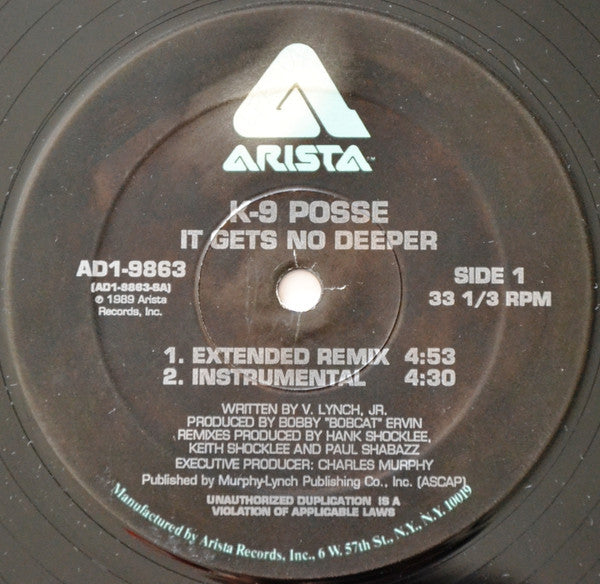 ARISTA™
K-9 POSSE
IT GETS NO DEEPER
AD1-9863
(AD1-9863-SA)
℗ 1989 Arista
Records, Inc.
SIDE 1
33 1/3 RPM
1. EXTENDED REMIX 4:53
2. INSTRUMENTAL 4:30
WRITTEN BY V. LYNCH, JR.
PRODUCED BY BOBBY "BOBCAT" ERVIN
REMIXES PRODUCED BY HANK SHOCKLEE,
KEITH SHOCKLEE AND PAUL SHABAZZ
EXECUTIVE PRODUCER: CHARLES MURPHY
Published by Murphy-Lynch Publishing Co., Inc. (ASCAP)
UNAUTHORIZED DUPLICATION IS A
VIOLATION OF APPLICABLE LAWS
Manufactured by Arista Records, Inc., 6 W. 57th St., N.Y., N.Y. 10019